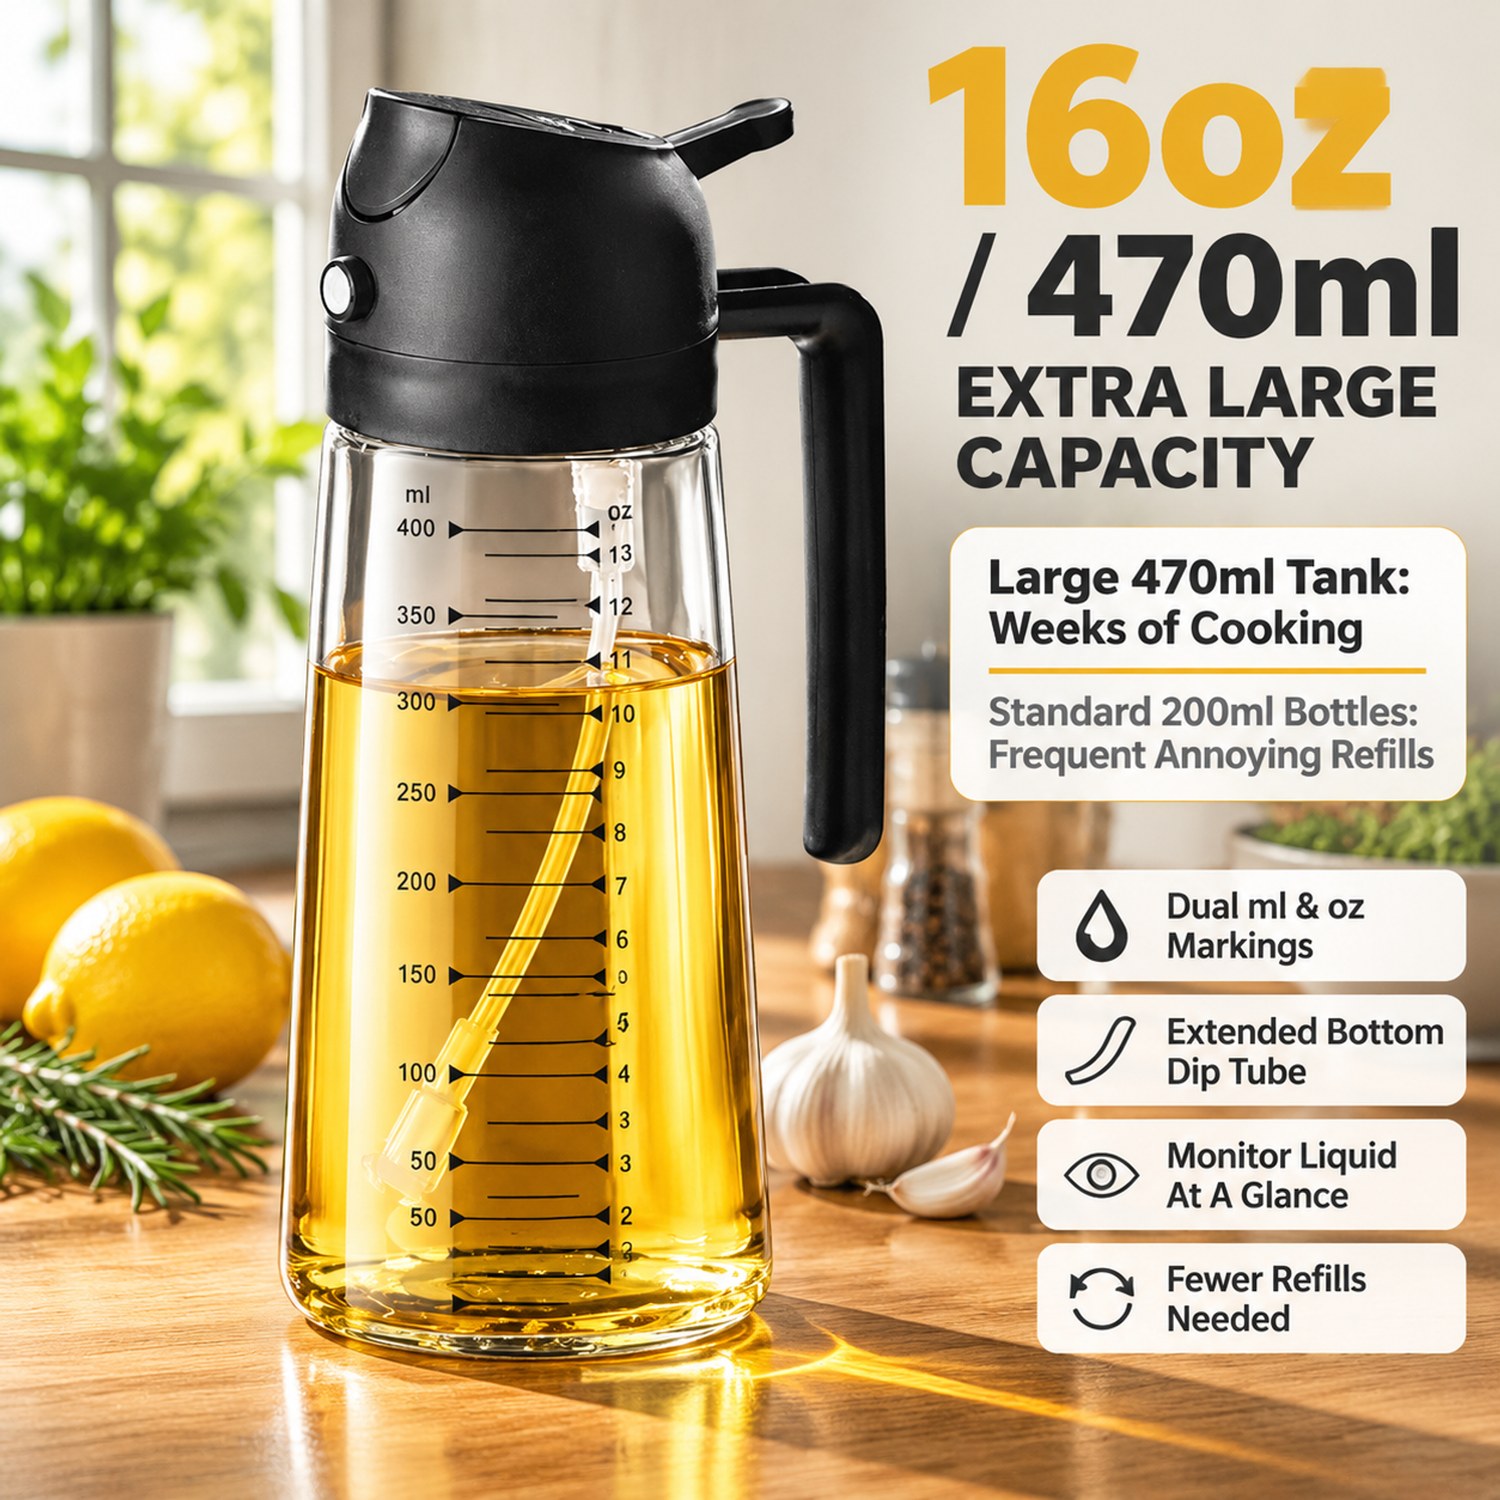 16oz
/ 470ml
EXTRA LARGE
CAPACITY
Large 470ml Tank:
Weeks of Cooking
Standard 200ml Bottles:
Frequent Annoying Refills
Dual ml & oz
Markings
Extended Bottom
Dip Tube
Monitor Liquid
At A Glance
Fewer Refills
Needed
ml
oz
400
13
350
12
11
300
10
9
250
8
200
7
6
150
0
5
100
4
3
50
3
50
2